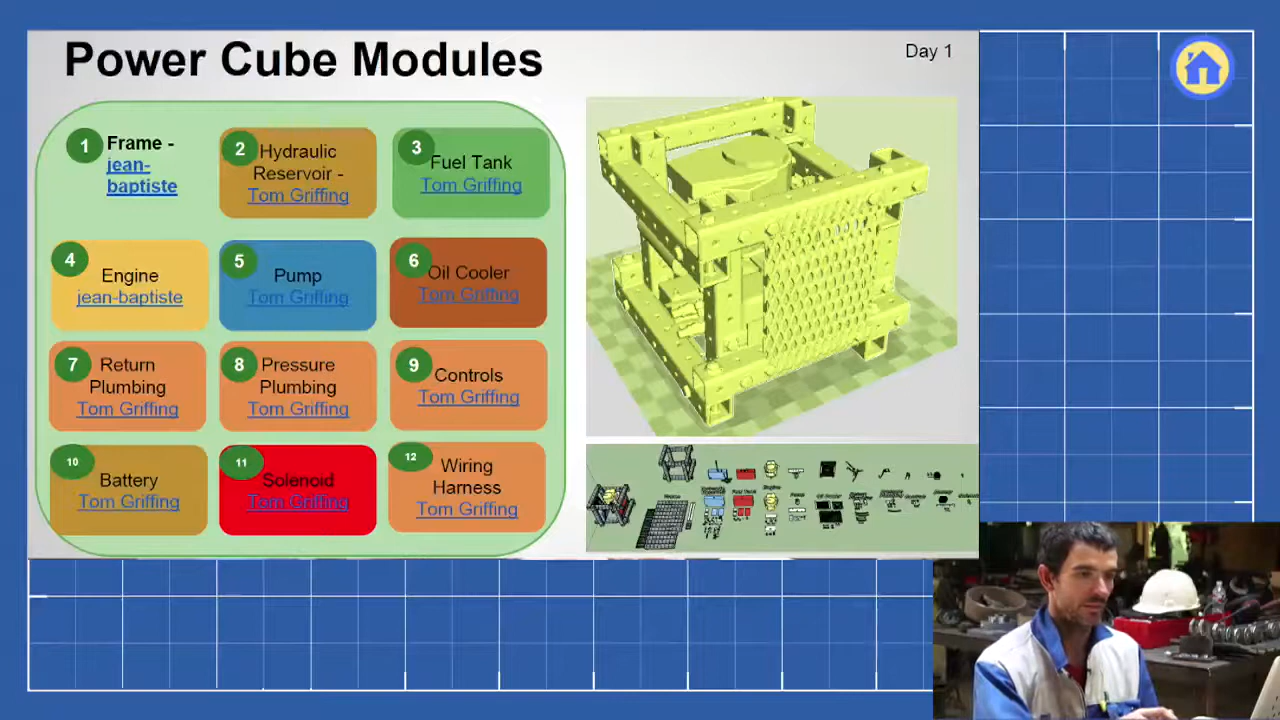 Power Cube Modules
Day 1
1
Frame -
jean-
baptiste
2
Hydraulic
Reservoir -
Tom Griffing
3
Fuel Tank
Tom Griffing
4
Engine
jean-baptiste
5
Pump
Tom Griffing
6
Oil Cooler
Tom Griffing
7
Return
Plumbing
Tom Griffing
8
Pressure
Plumbing
Tom Griffing
9
Controls
Tom Griffing
10
Battery
Tom Griffing
11
Solenoid
Tom Griffing
12
Wiring
Harness
Tom Griffing